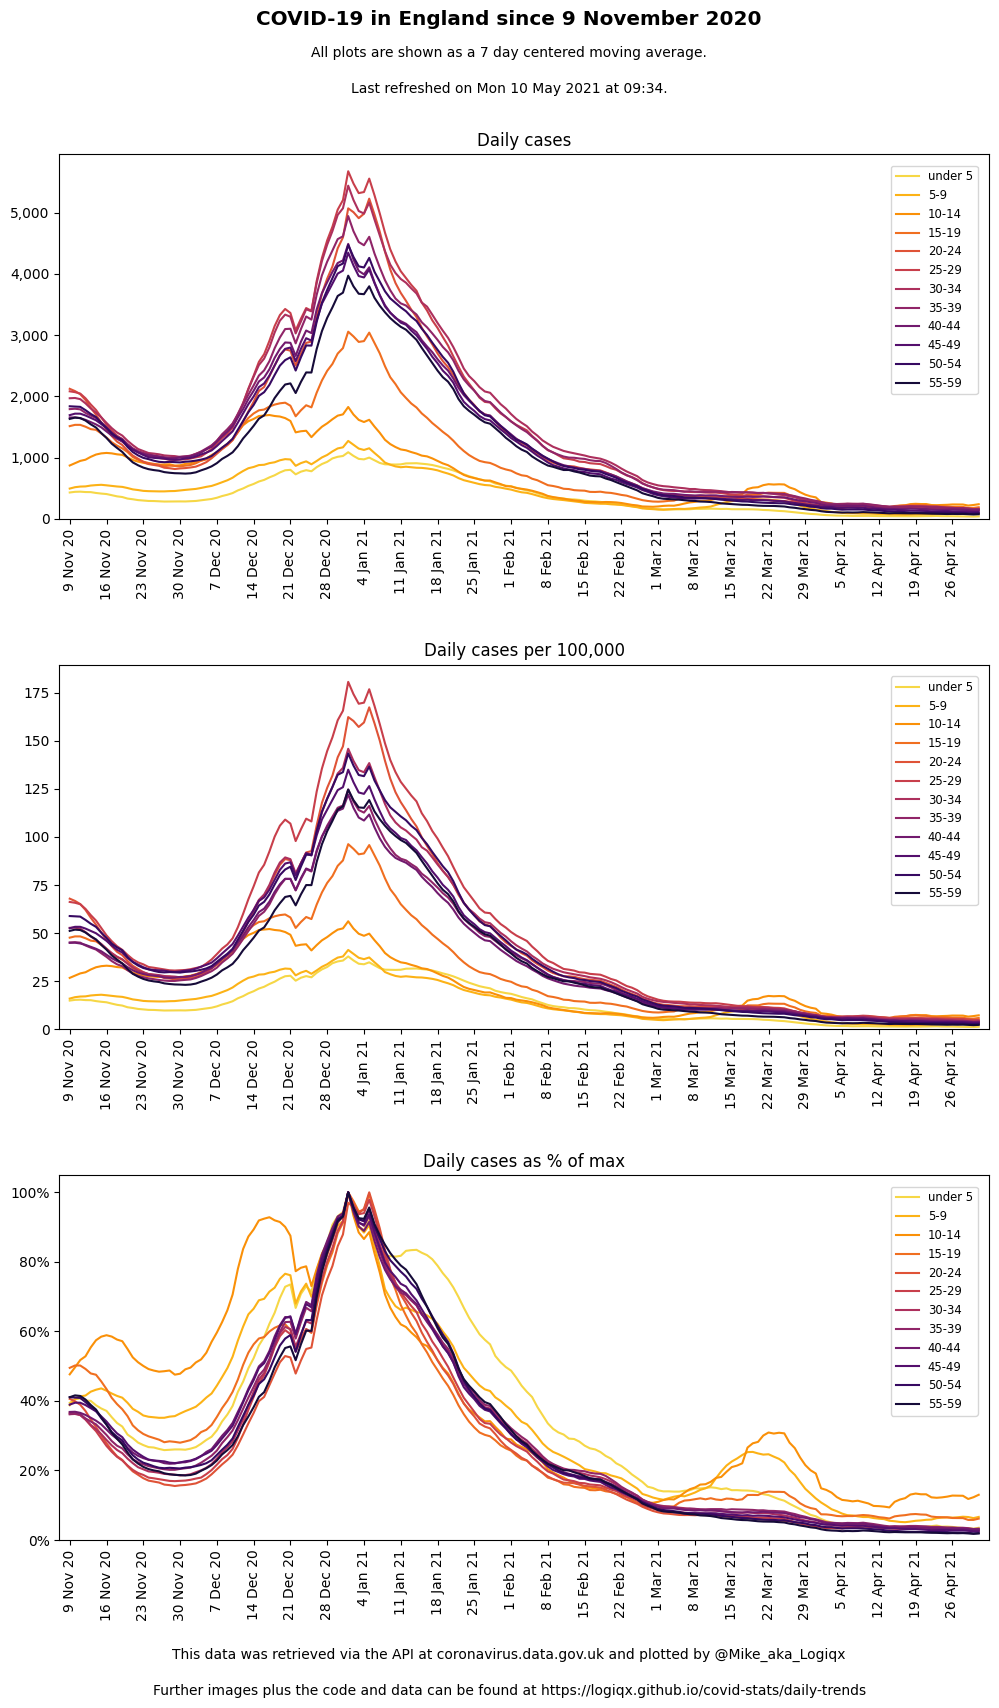 COVID-19 in England since 9 November 2020
All plots are shown as a 7 day centered moving average.
Last refreshed on Mon 10 May 2021 at 09:34.
Daily cases
5,000
4,000
3,000
2,000
1,000
0
under 5
5-9
10-14
15-19
20-24
25-29
30-34
35-39
40-44
45-49
50-54
55-59
9 Nov 20
16 Nov 20
23 Nov 20
30 Nov 20
7 Dec 20
14 Dec 20
21 Dec 20
28 Dec 20
4 Jan 21
11 Jan 21
18 Jan 21
25 Jan 21
1 Feb 21
8 Feb 21
15 Feb 21
22 Feb 21
1 Mar 21
8 Mar 21
15 Mar 21
22 Mar 21
29 Mar 21
5 Apr 21
12 Apr 21
19 Apr 21
26 Apr 21
Daily cases per 100,000
175
150
125
100
75
50
25
0
under 5
5-9
10-14
15-19
20-24
25-29
30-34
35-39
40-44
45-49
50-54
55-59
9 Nov 20
16 Nov 20
23 Nov 20
30 Nov 20
7 Dec 20
14 Dec 20
21 Dec 20
28 Dec 20
4 Jan 21
11 Jan 21
18 Jan 21
25 Jan 21
1 Feb 21
8 Feb 21
15 Feb 21
22 Feb 21
1 Mar 21
8 Mar 21
15 Mar 21
22 Mar 21
29 Mar 21
5 Apr 21
12 Apr 21
19 Apr 21
26 Apr 21
Daily cases as % of max
100%
80%
60%
40%
20%
0%
under 5
5-9
10-14
15-19
20-24
25-29
30-34
35-39
40-44
45-49
50-54
55-59
9 Nov 20
16 Nov 20
23 Nov 20
30 Nov 20
7 Dec 20
14 Dec 20
21 Dec 20
28 Dec 20
4 Jan 21
11 Jan 21
18 Jan 21
25 Jan 21
1 Feb 21
8 Feb 21
15 Feb 21
22 Feb 21
1 Mar 21
8 Mar 21
15 Mar 21
22 Mar 21
29 Mar 21
5 Apr 21
12 Apr 21
19 Apr 21
26 Apr 21
This data was retrieved via the API at coronavirus.data.gov.uk and plotted by @Mike_aka_Logiqx
Further images plus the code and data can be found at https://logiqx.github.io/covid-stats/daily-trends